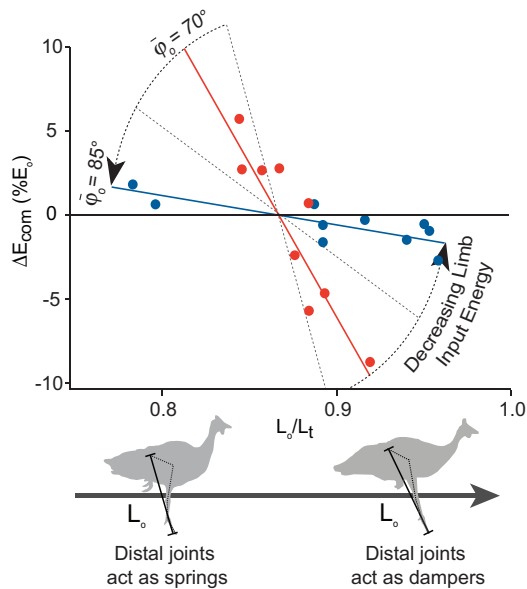 φ̄ₒ = 70°
10
5
0
-5
-10
ΔE_com (%Eₒ)
φ̄ₒ = 85°
Decreasing Limb
Input Energy
0.8
0.9
1.0
Lₒ/Lₜ
Lₒ
Lₒ
Distal joints
act as springs
Distal joints
act as dampers